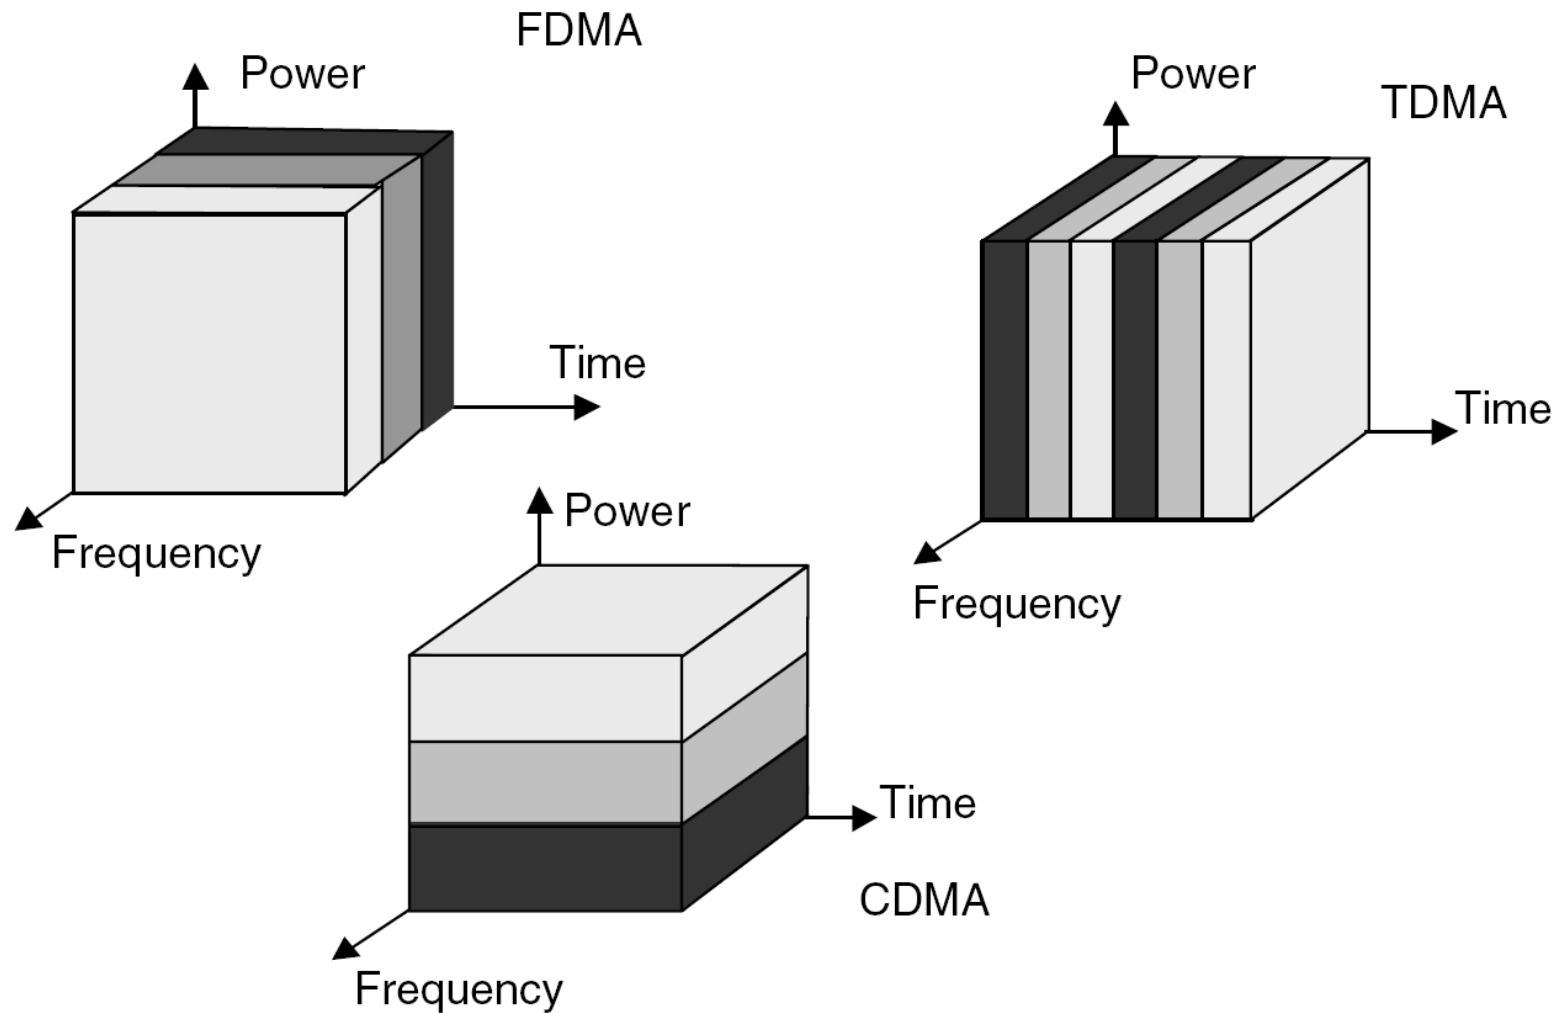 FDMA
Power
Time
Frequency
Power
TDMA
Time
Frequency
Power
Time
CDMA
Frequency